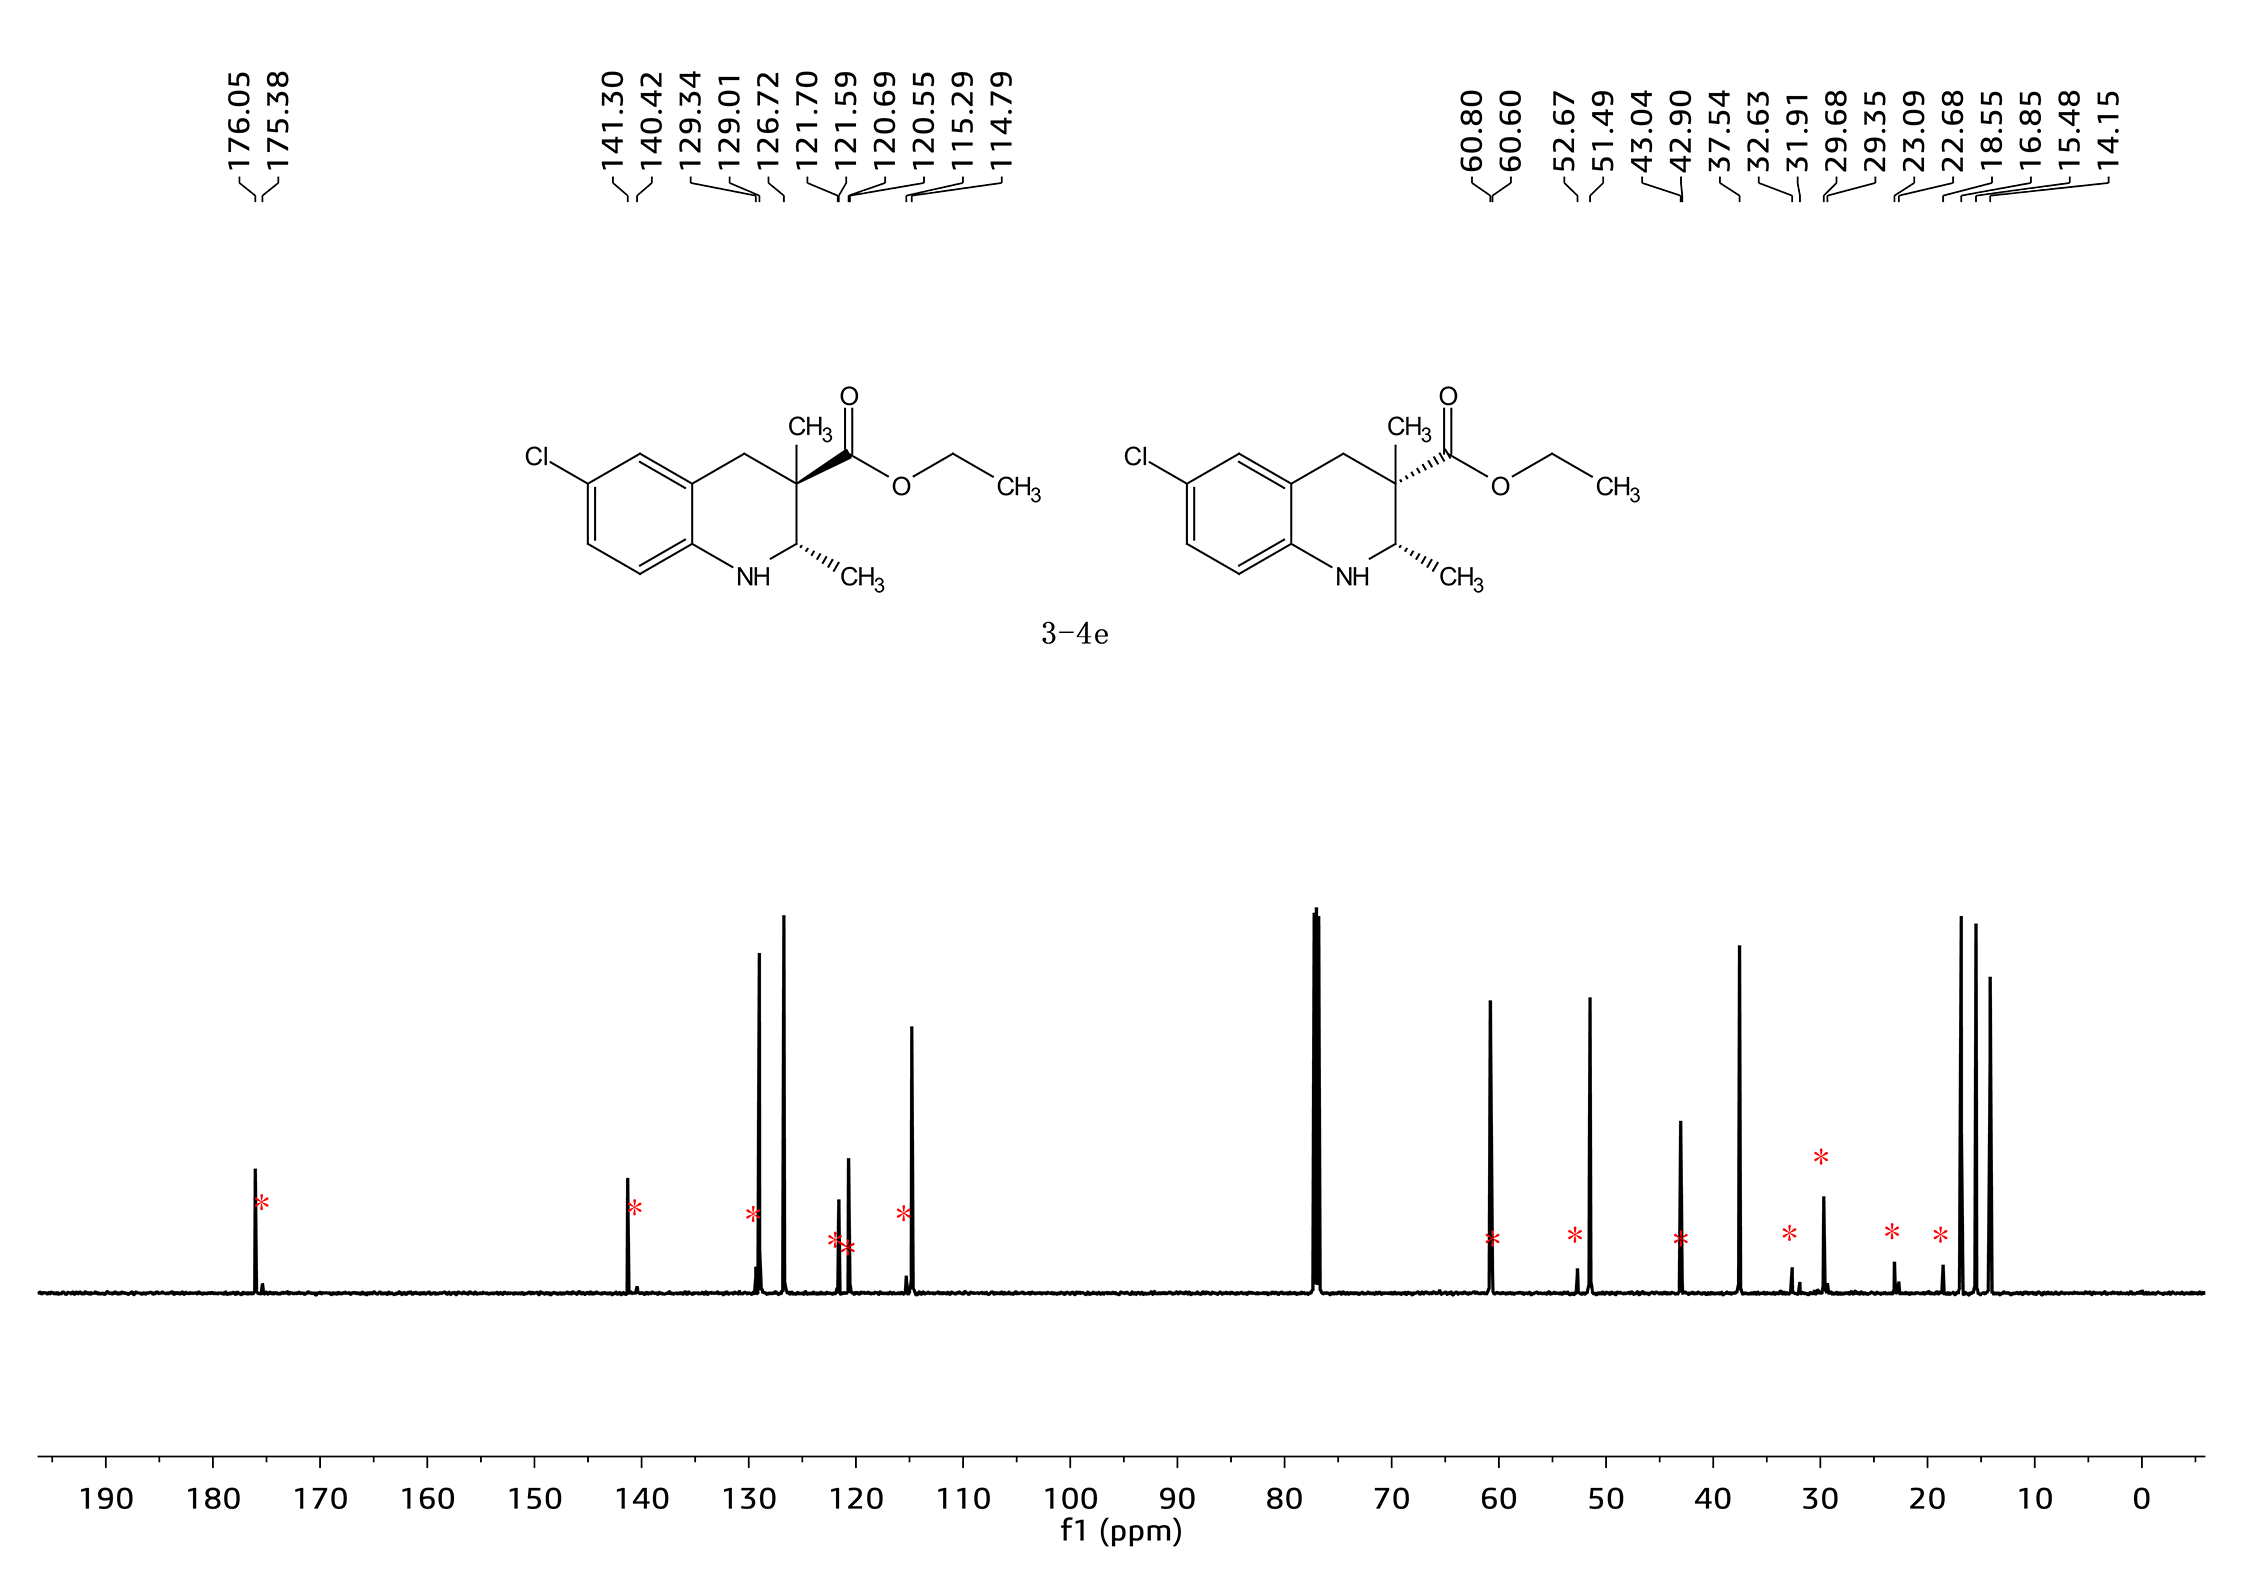 176.05
175.38
141.30
140.42
129.34
129.01
126.72
121.70
121.59
120.69
120.55
115.29
114.79
60.80
60.60
52.67
51.49
43.04
42.90
37.54
32.63
31.91
29.68
29.35
23.09
22.68
18.55
16.85
15.48
14.15
O
CH3
Cl
O
CH3
NH
CH3
O
CH3
Cl
O
CH3
NH
CH3
3-4e
* * * * * * * * * * * * *
190 180 170 160 150 140 130 120 110 100 90 80 70 60 50 40 30 20 10 0
f1 (ppm)